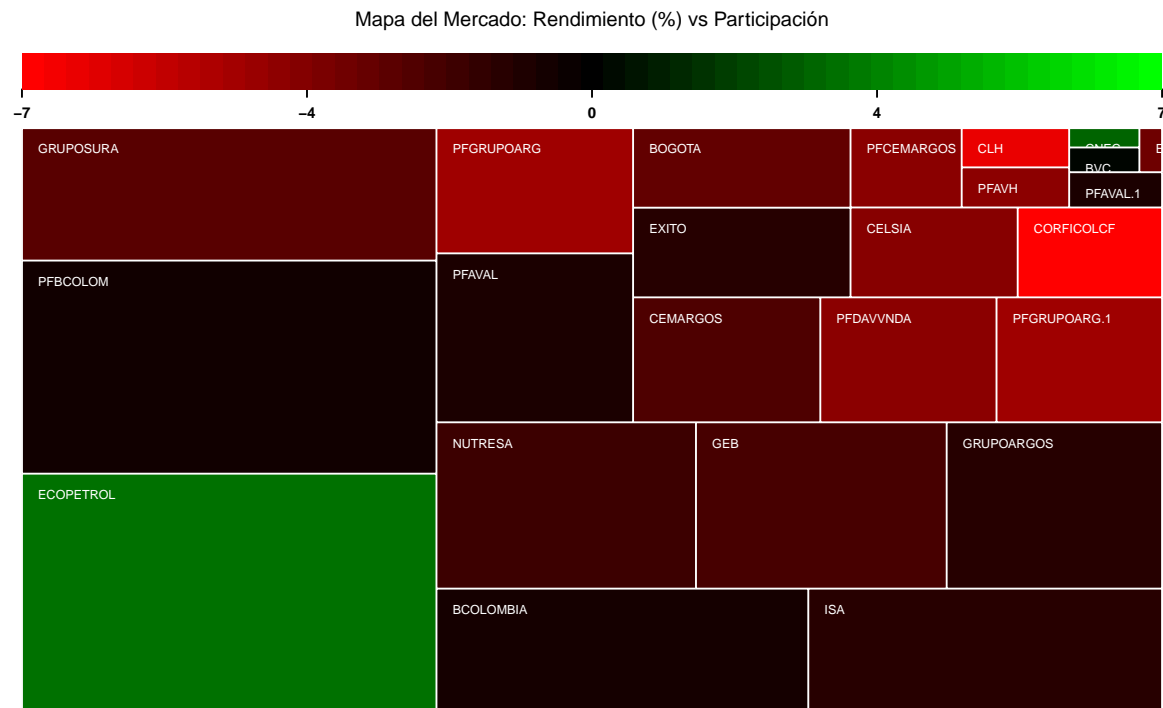 Mapa del Mercado: Rendimiento (%) vs Participación
−7 −4 0 4 7
GRUPOSURA
PFGRUPOARG
BOGOTA
PFCEMARGOS
CLH
BVC
PFAVH
PFAVAL.1
EXITO
CELSIA
CORFICOLCF
PFBCOLOM
PFAVAL
CEMARGOS
PFDAVVNDA
PFGRUPOARG.1
NUTRESA
GEB
GRUPOARGOS
ECOPETROL
BCOLOMBIA
ISA